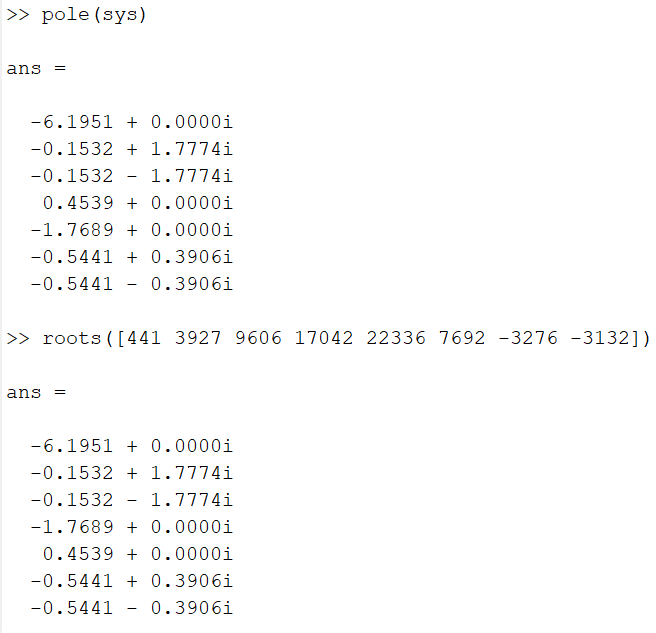 >> pole(sys)
ans =
-6.1951 + 0.0000i
-0.1532 + 1.7774i
-0.1532 - 1.7774i
0.4539 + 0.0000i
-1.7689 + 0.0000i
-0.5441 + 0.3906i
-0.5441 - 0.3906i
>> roots([441 3927 9606 17042 22336 7692 -3276 -3132])
ans =
-6.1951 + 0.0000i
-0.1532 + 1.7774i
-0.1532 - 1.7774i
-1.7689 + 0.0000i
0.4539 + 0.0000i
-0.5441 + 0.3906i
-0.5441 - 0.3906i